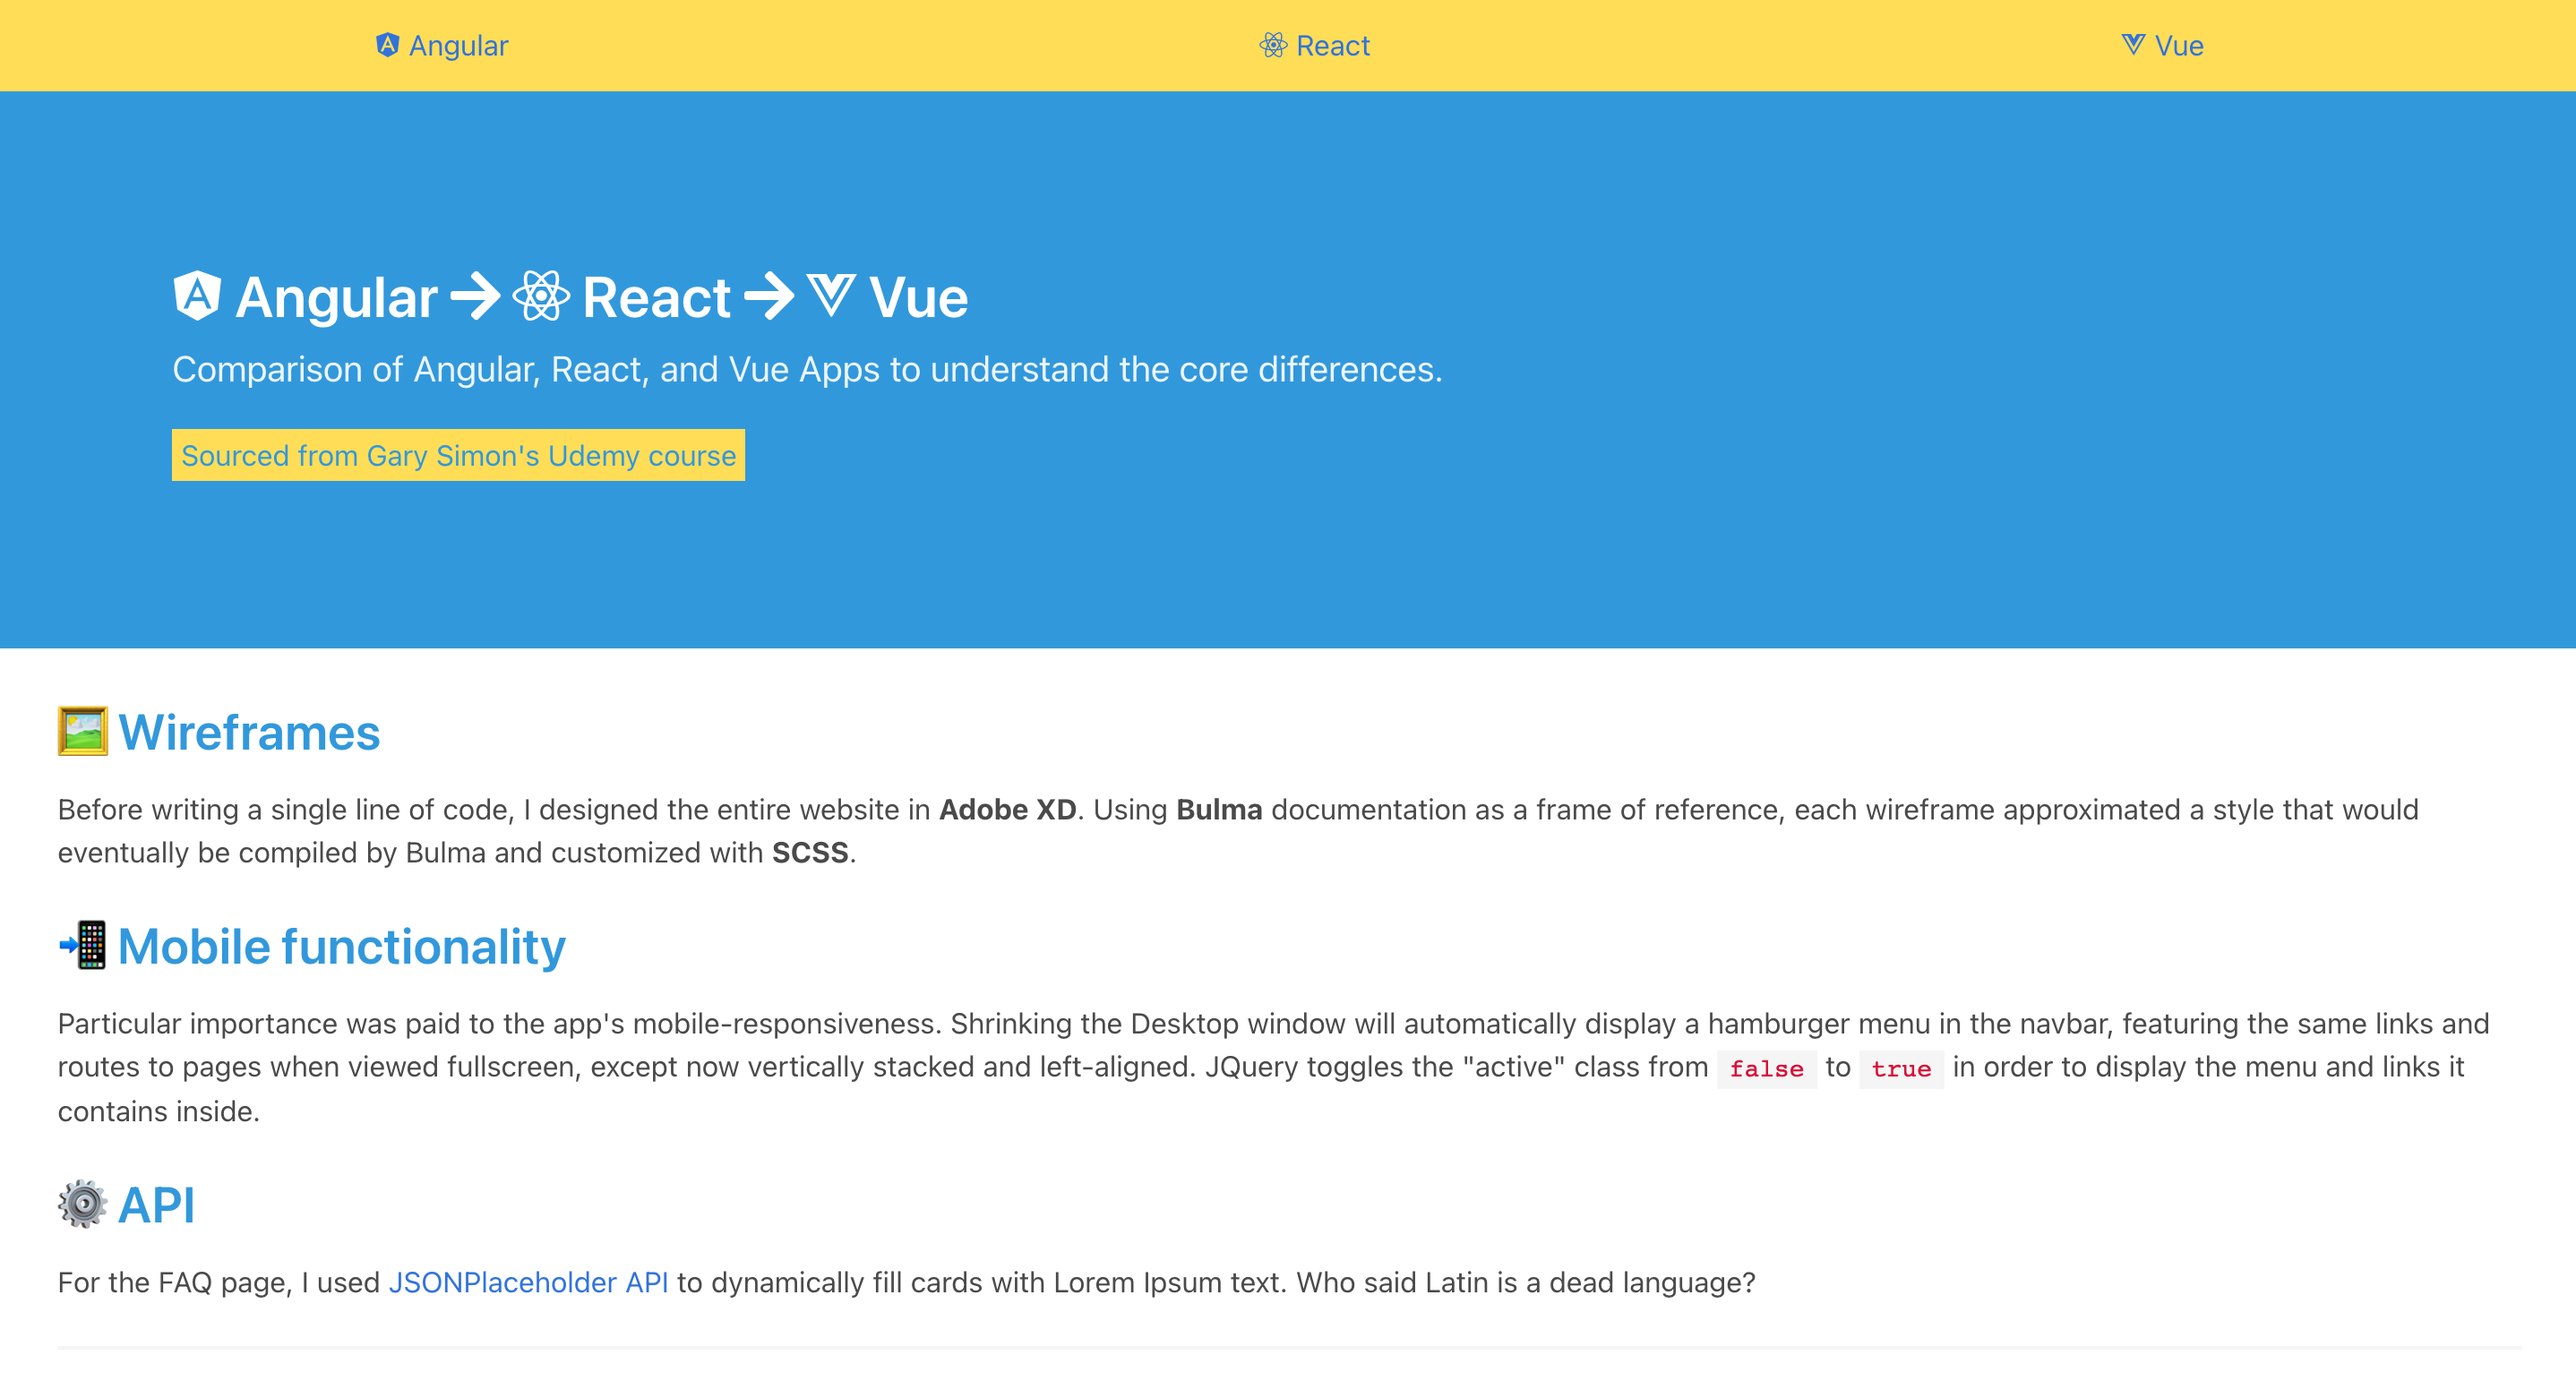 Angular React Vue
Angular → React → Vue
Comparison of Angular, React, and Vue Apps to understand the core differences.
Sourced from Gary Simon's Udemy course
Wireframes
Before writing a single line of code, I designed the entire website in Adobe XD. Using Bulma documentation as a frame of reference, each wireframe approximated a style that would
eventually be compiled by Bulma and customized with SCSS.
Mobile functionality
Particular importance was paid to the app's mobile-responsiveness. Shrinking the Desktop window will automatically display a hamburger menu in the navbar, featuring the same links and
routes to pages when viewed fullscreen, except now vertically stacked and left-aligned. JQuery toggles the "active" class from false to true in order to display the menu and links it
contains inside.
API
For the FAQ page, I used JSONPlaceholder API to dynamically fill cards with Lorem Ipsum text. Who said Latin is a dead language?